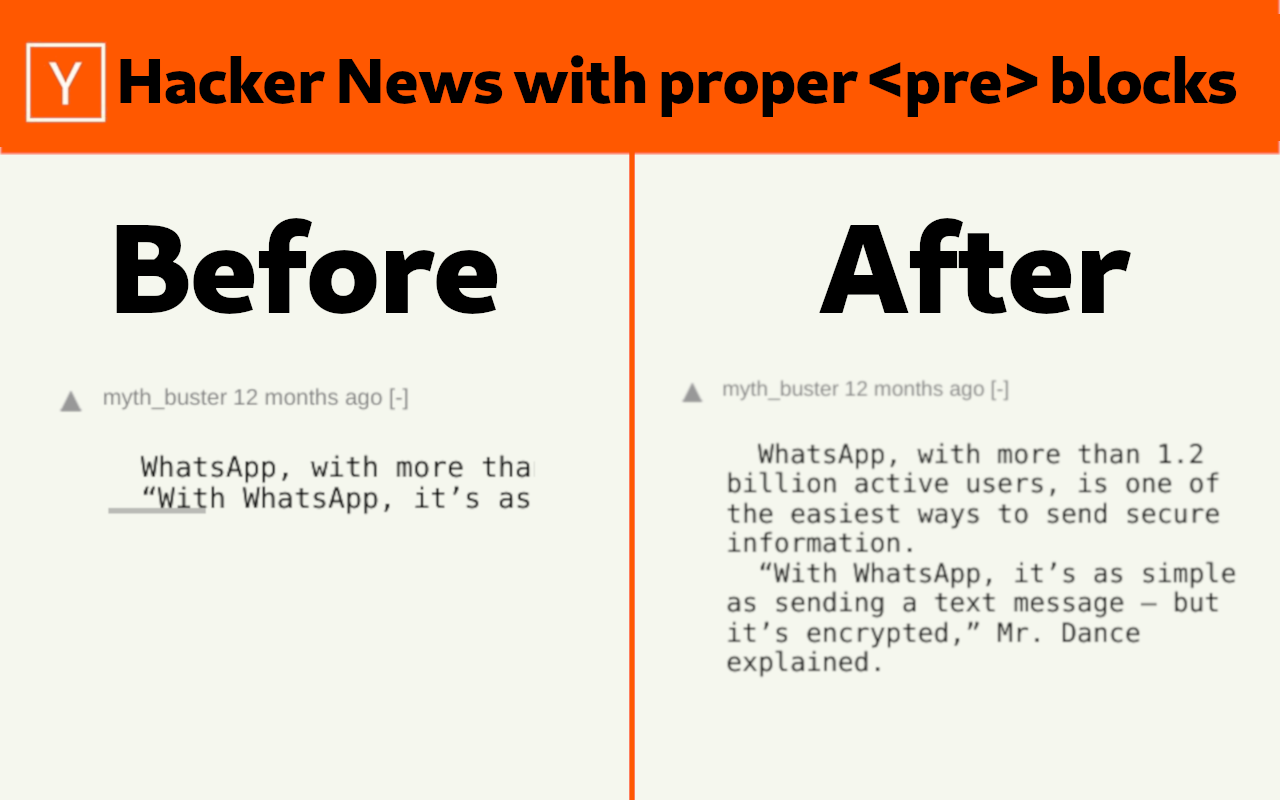 Y Hacker News with proper <pre> blocks
Before
▲ myth_buster 12 months ago [-]
WhatsApp, with more tha
“With WhatsApp, it’s as
After
▲ myth_buster 12 months ago [-]
WhatsApp, with more than 1.2
billion active users, is one of
the easiest ways to send secure
information.
“With WhatsApp, it’s as simple
as sending a text message — but
it’s encrypted,” Mr. Dance
explained.